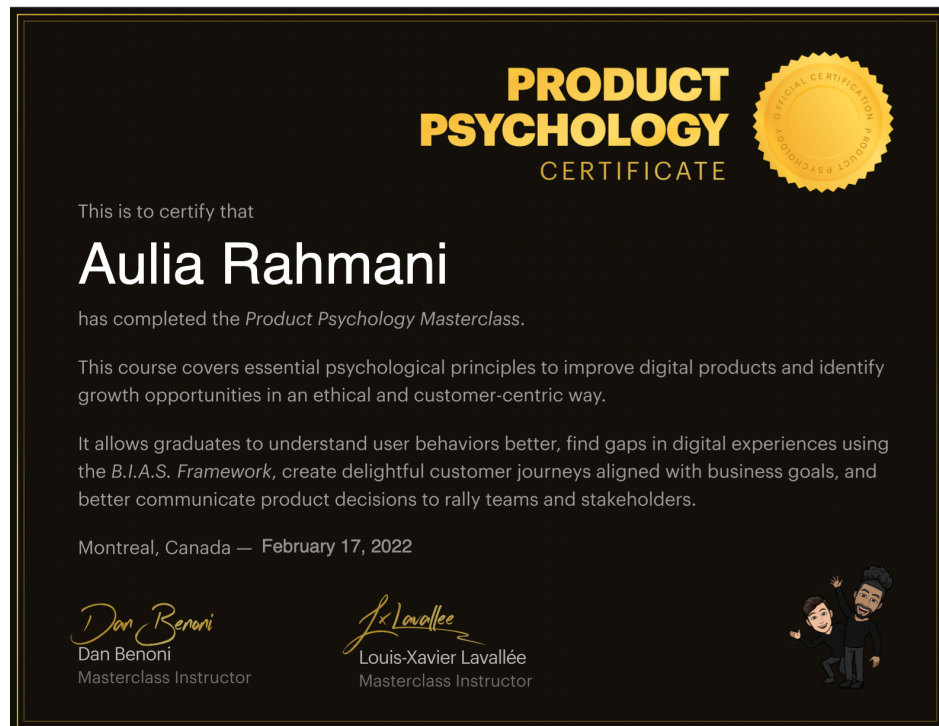 PRODUCT
PSYCHOLOGY
CERTIFICATE
OFFICIAL CERTIFICATION PRODUCT PSYCHOLOGY
This is to certify that
Aulia Rahmani
has completed the Product Psychology Masterclass.
This course covers essential psychological principles to improve digital products and identify
growth opportunities in an ethical and customer-centric way.
It allows graduates to understand user behaviors better, find gaps in digital experiences using
the B.I.A.S. Framework, create delightful customer journeys aligned with business goals, and
better communicate product decisions to rally teams and stakeholders.
Montreal, Canada — February 17, 2022
Dan Benoni
Dan Benoni
Masterclass Instructor
LxLavallee
Louis-Xavier Lavallée
Masterclass Instructor